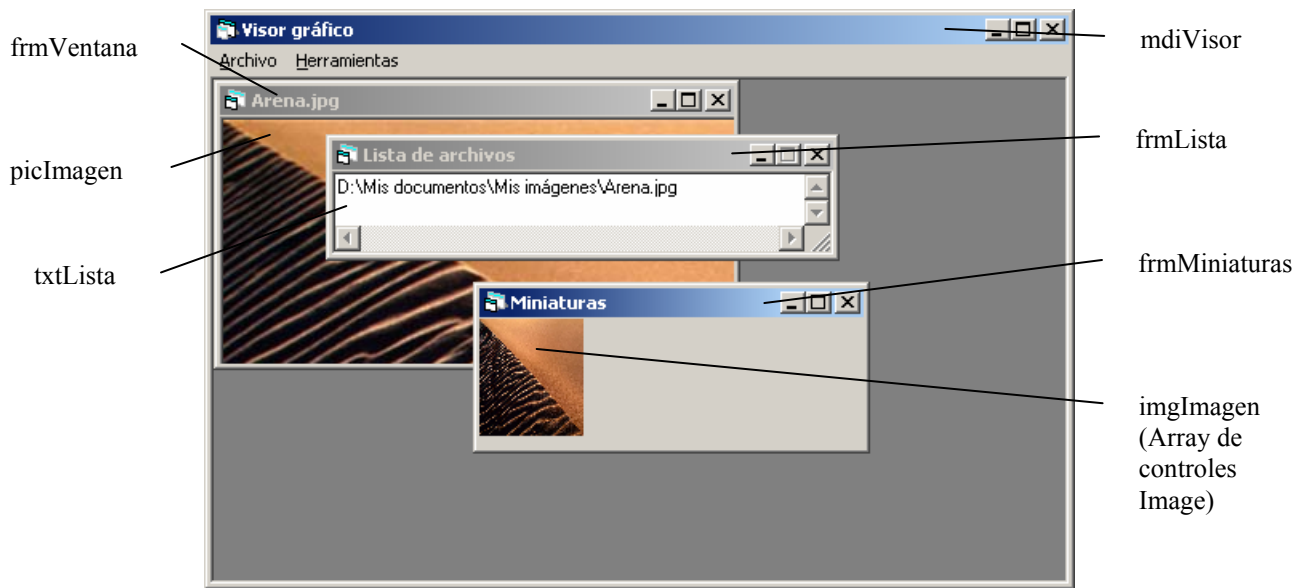 Visor gráfico
Archivo Herramientas
frmVentana
mdiVisor
Arena.jpg
picImagen
frmLista
Lista de archivos
D:\Mis documentos\Mis imágenes\Arena.jpg
txtLista
frmMiniaturas
Miniaturas
imgImagen
(Array de
controles
Image)